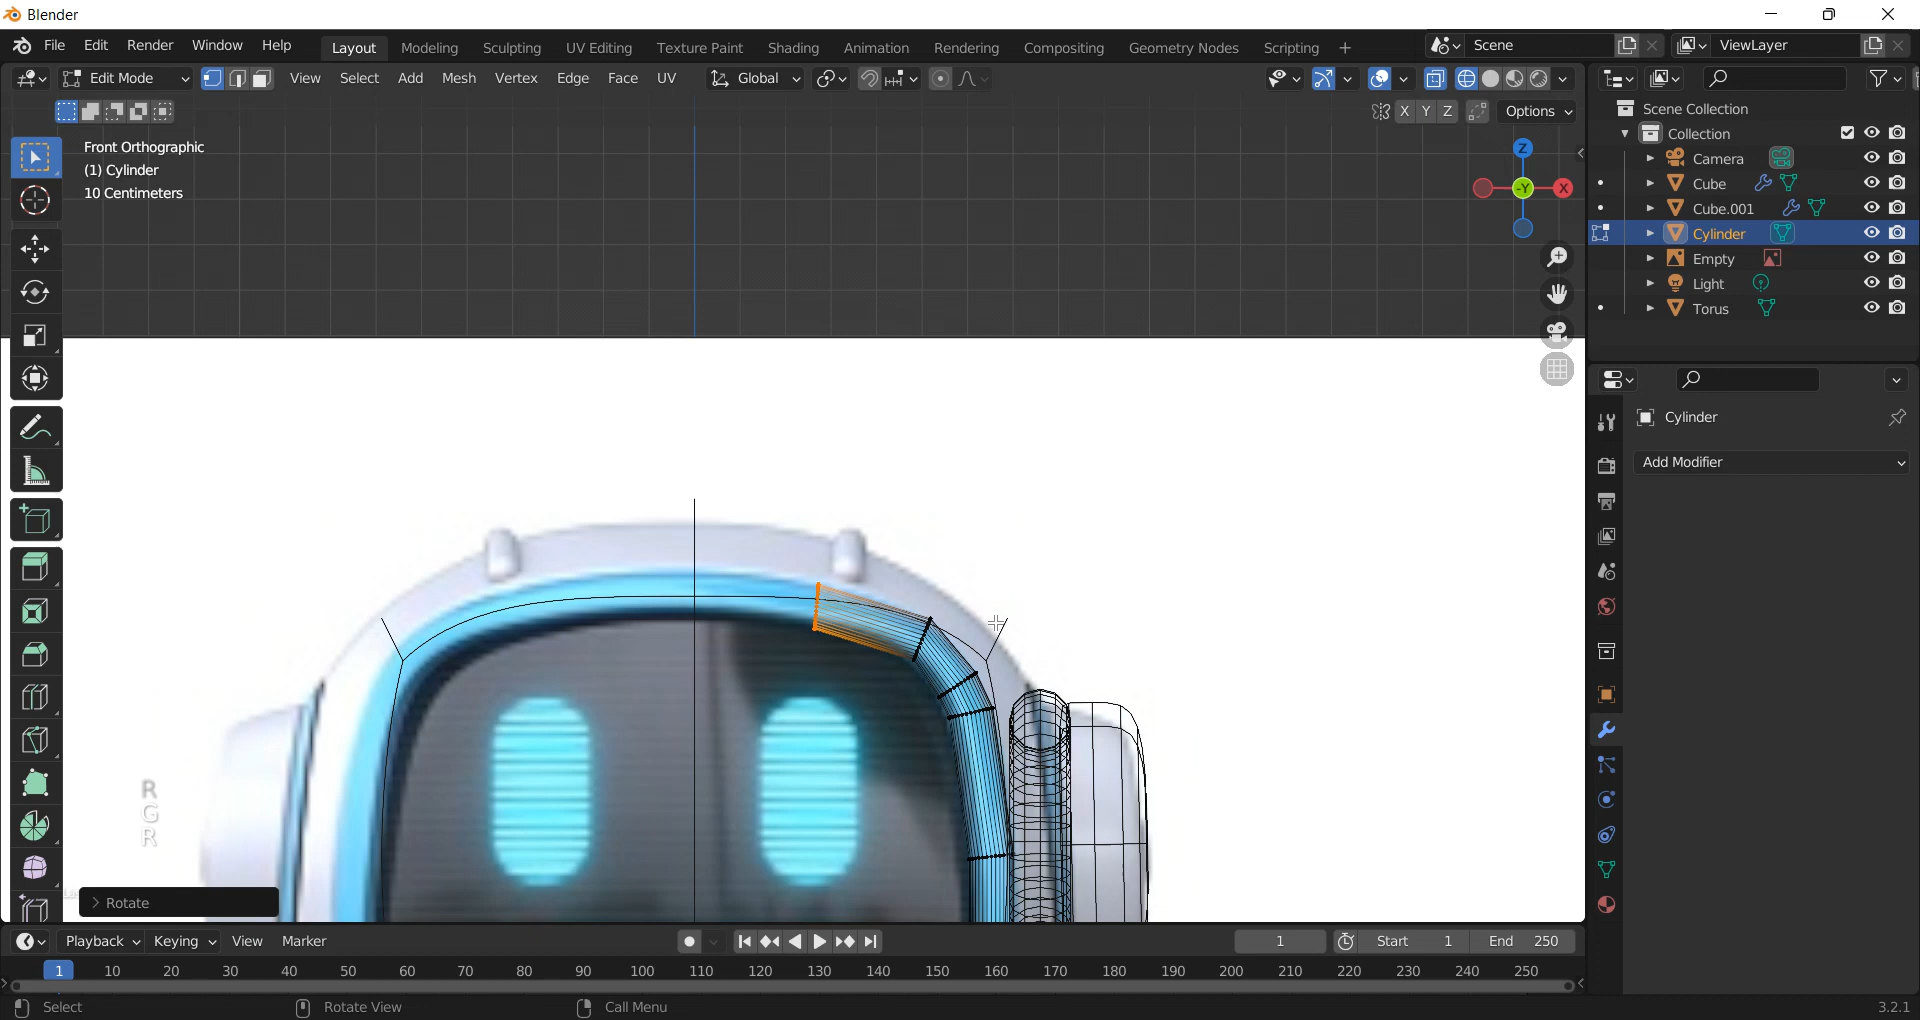 Blender
File Edit Render Window Help Layout Modeling Sculpting UV Editing Texture Paint Shading Animation Rendering Compositing Geometry Nodes Scripting + Scene ViewLayer
Edit Mode View Select Add Mesh Vertex Edge Face UV Global
X Y Z Options
Front Orthographic
(1) Cylinder
10 Centimeters
Z
-Y X
Scene Collection
Collection
Camera
Cube
Cube.001
Cylinder
Empty
Light
Torus
Cylinder
Add Modifier
R
G
R
Rotate
Playback Keying View Marker 1 Start 1 End 250
1 10 20 30 40 50 60 70 80 90 100 110 120 130 140 150 160 170 180 190 200 210 220 230 240 250
Select Rotate View Call Menu 3.2.1